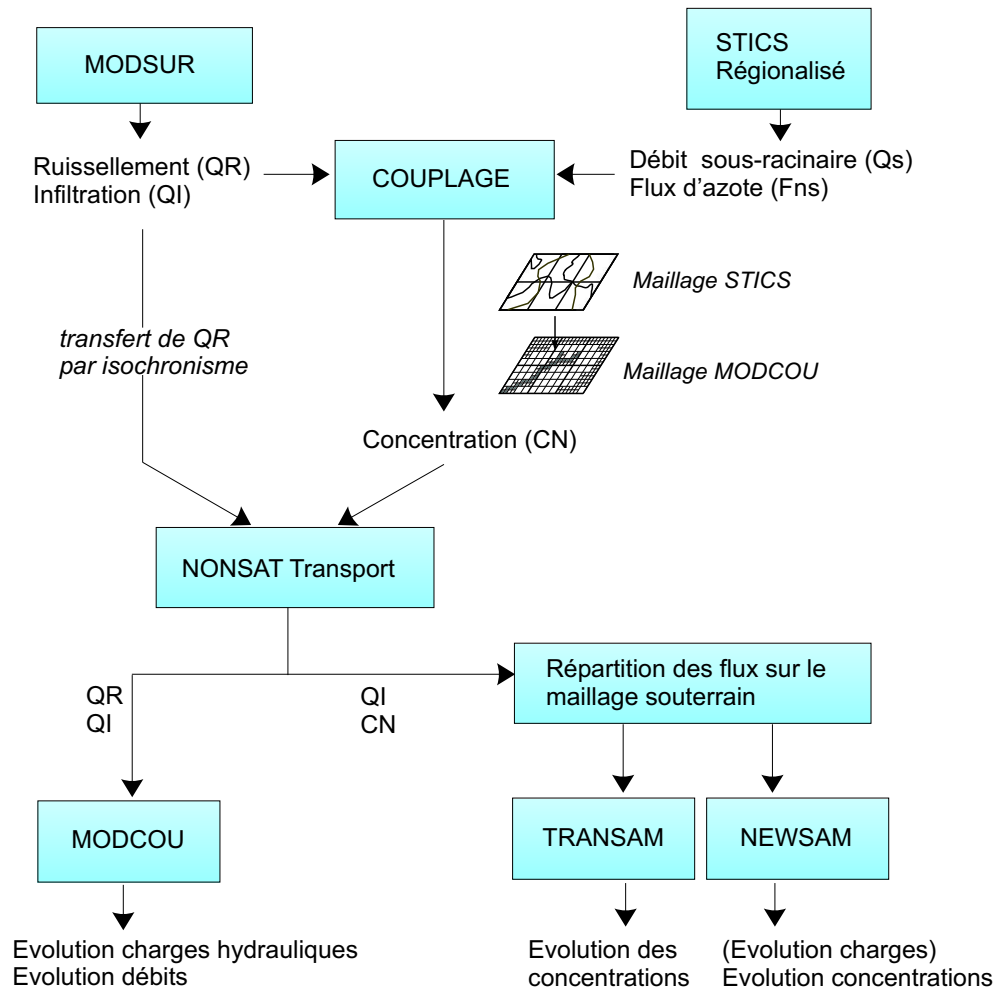 MODSUR
STICS
Régionalisé
Ruissellement (QR)
Infiltration (QI)
COUPLAGE
Débit sous-racinaire (Qs)
Flux d'azote (Fns)
Maillage STICS
transfert de QR
par isochronisme
Maillage MODCOU
Concentration (CN)
NONSAT Transport
QR
QI
QI
CN
Répartition des flux sur le
maillage souterrain
MODCOU
TRANSAM
NEWSAM
Evolution charges hydrauliques
Evolution débits
Evolution des
concentrations
(Evolution charges)
Evolution concentrations